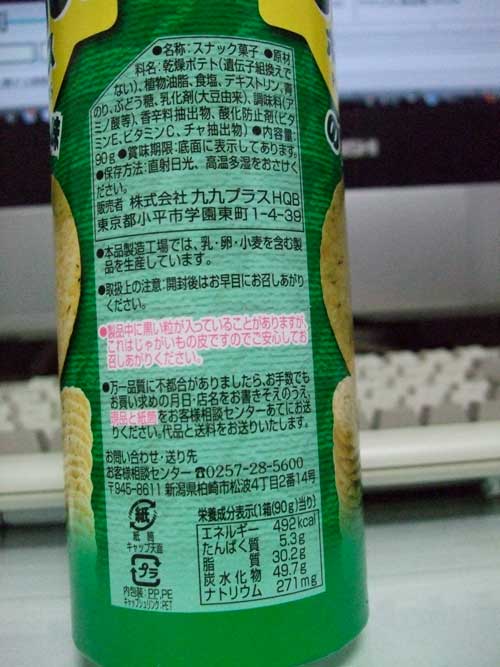 ●名称:スナック菓子 ●原材
料名:乾燥ポテト(遺伝子組換えで
ない)、植物油脂、食塩、デキストリン、青
のり、ぶどう糖、乳化剤(大豆由来)、調味料(ア
ミノ酸等)、香辛料抽出物、酸化防止剤(ビタ
ミンE、ビタミンC、チャ抽出物) ●内容量:
90g ●賞味期限:底面に表示してあります。
●保存方法:直射日光、高温多湿をおさけく
ださい。
販売者 株式会社 九九プラスHQB
東京都小平市学園東町1-4-39
●本品製造工場では、乳・卵・小麦を含む製
品を生産しています。
●取扱上の注意:開封後はお早目にお召しあがり
ください。
●製品中に黒い粒が入っていることがありますが、
これはじゃがいもの皮ですのでご安心してお
召しあがりください。
●万一品質に不都合がありましたら、お手数でも
お買い求めの月日・店名をお書きそえのうえ、
現品と紙筒をお客様相談センターあてにお送
りください。代品と送料をお送りいたします。
お問い合わせ・送り先
お客様相談センター ☎0257-28-5600
〒945-8611 新潟県柏崎市松波4丁目2番14号
紙
紙筒
キャップ天面
プラ
内包装:PP,PE
キャップシュリンク:PET
栄養成分表示(1箱(90g)当り)
エネルギー 492kcal
たんぱく質 5.3g
脂質 30.2g
炭水化物 49.7g
ナトリウム 271mg